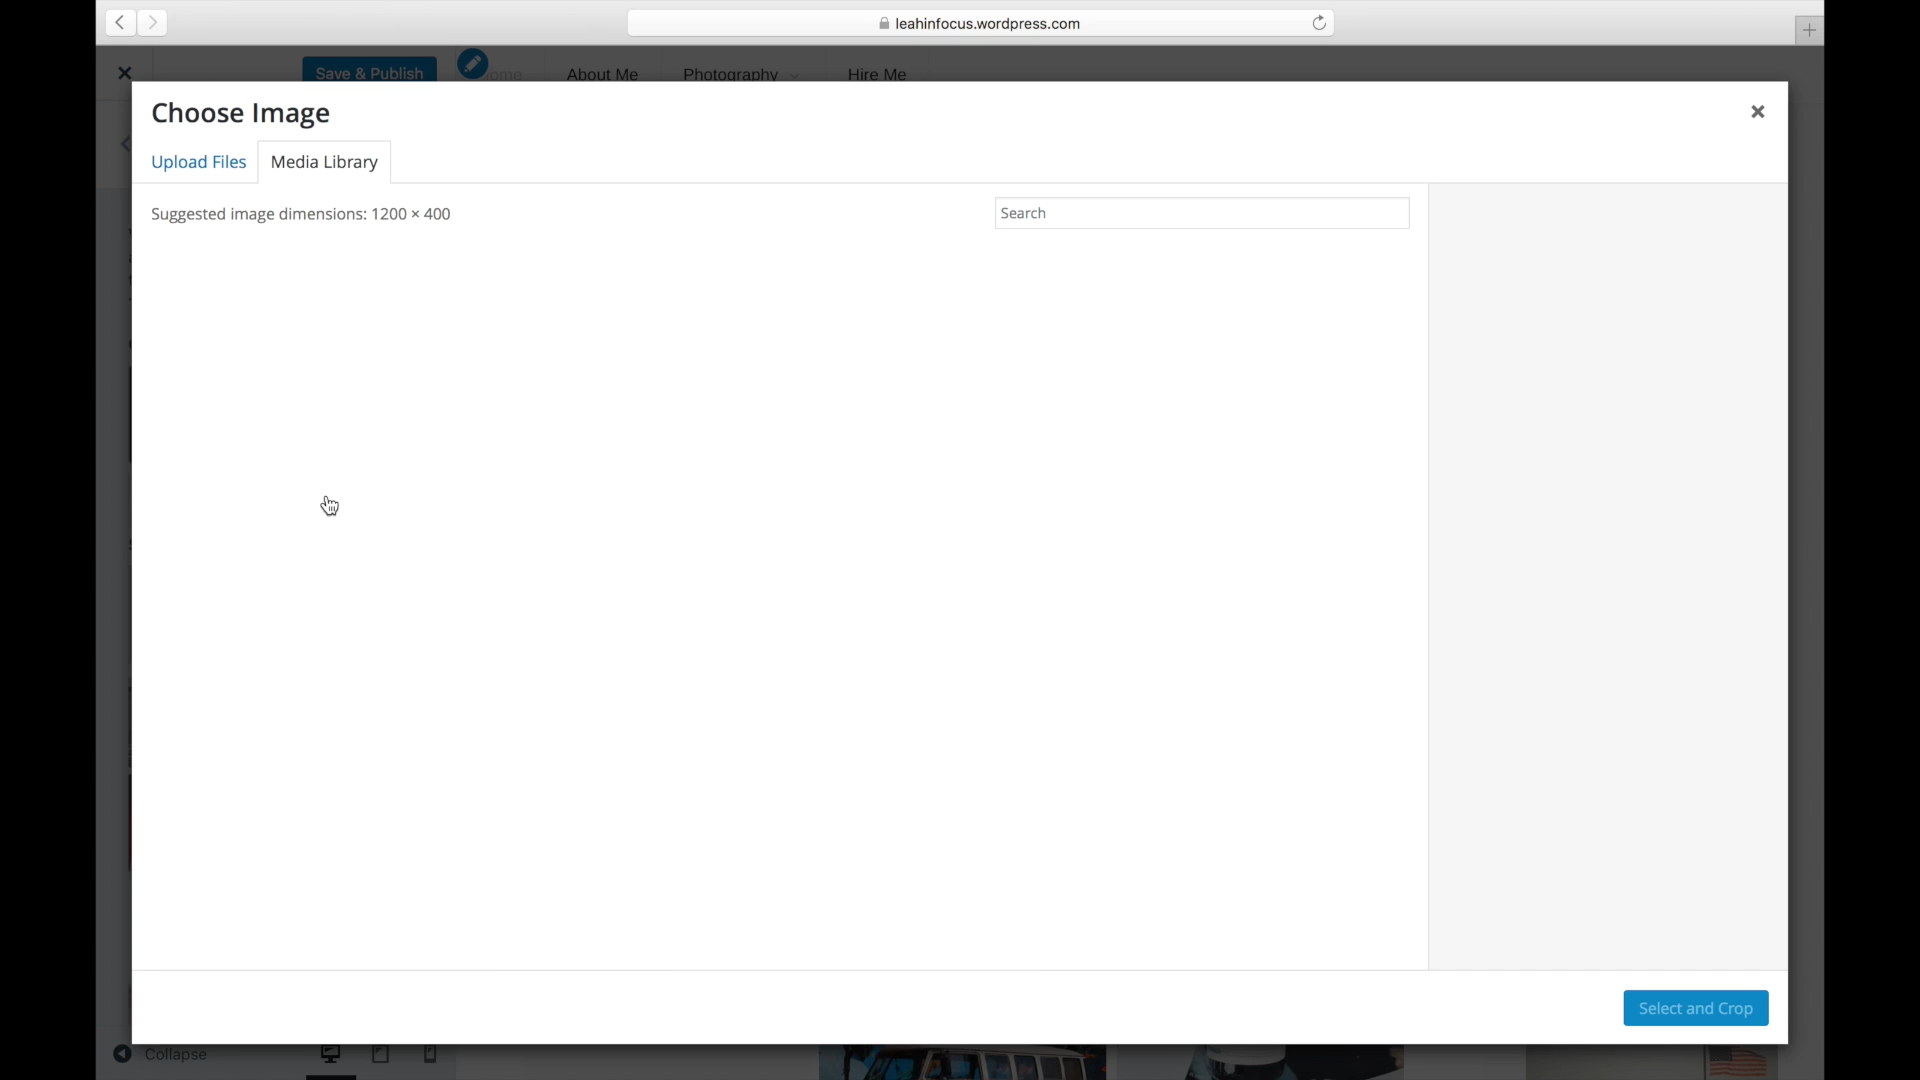 leahinfocus.wordpress.com
Save & Publish
ome
About Me
Photography
Hire Me
Choose Image
Upload Files
Media Library
Suggested image dimensions: 1200 × 400
Search
Select and Crop
Collapse